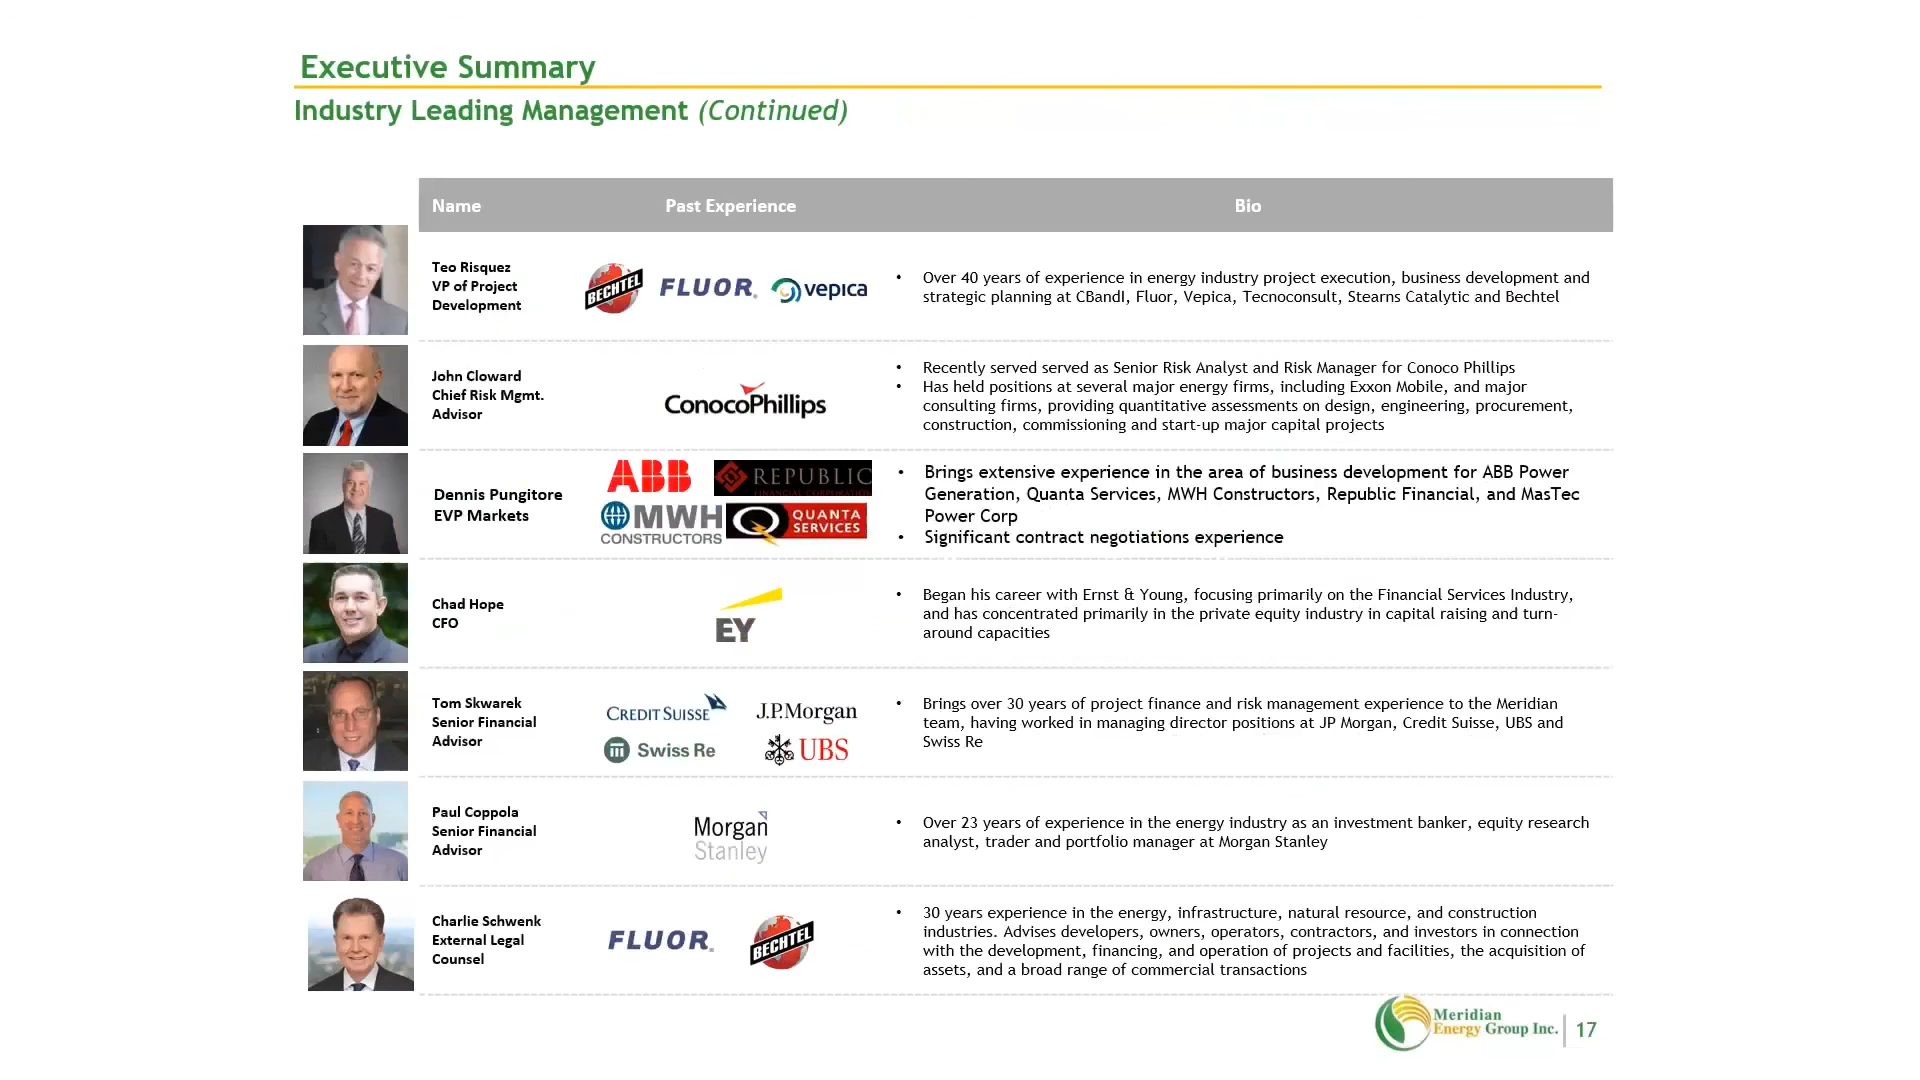 Executive Summary
Industry Leading Management (Continued)
Name Past Experience Bio
Teo Risquez
VP of Project
Development
BECHTEL FLUOR vepica
• Over 40 years of experience in energy industry project execution, business development and
strategic planning at CBandI, Fluor, Vepica, Tecnoconsult, Stearns Catalytic and Bechtel
John Cloward
Chief Risk Mgmt.
Advisor
ConocoPhillips
• Recently served served as Senior Risk Analyst and Risk Manager for Conoco Phillips
• Has held positions at several major energy firms, including Exxon Mobile, and major
consulting firms, providing quantitative assessments on design, engineering, procurement,
construction, commissioning and start-up major capital projects
Dennis Pungitore
EVP Markets
ABB REPUBLIC
FINANCIAL CORPORATION
MWH
CONSTRUCTORS
QUANTA
SERVICES
• Brings extensive experience in the area of business development for ABB Power
Generation, Quanta Services, MWH Constructors, Republic Financial, and MasTec
Power Corp
• Significant contract negotiations experience
Chad Hope
CFO
EY
• Began his career with Ernst & Young, focusing primarily on the Financial Services Industry,
and has concentrated primarily in the private equity industry in capital raising and turn-
around capacities
Tom Skwarek
Senior Financial
Advisor
CREDIT SUISSE J.P.Morgan
Swiss Re UBS
• Brings over 30 years of project finance and risk management experience to the Meridian
team, having worked in managing director positions at JP Morgan, Credit Suisse, UBS and
Swiss Re
Paul Coppola
Senior Financial
Advisor
Morgan
Stanley
• Over 23 years of experience in the energy industry as an investment banker, equity research
analyst, trader and portfolio manager at Morgan Stanley
Charlie Schwenk
External Legal
Counsel
FLUOR BECHTEL
• 30 years experience in the energy, infrastructure, natural resource, and construction
industries. Advises developers, owners, operators, contractors, and investors in connection
with the development, financing, and operation of projects and facilities, the acquisition of
assets, and a broad range of commercial transactions
Meridian
Energy Group Inc. 17